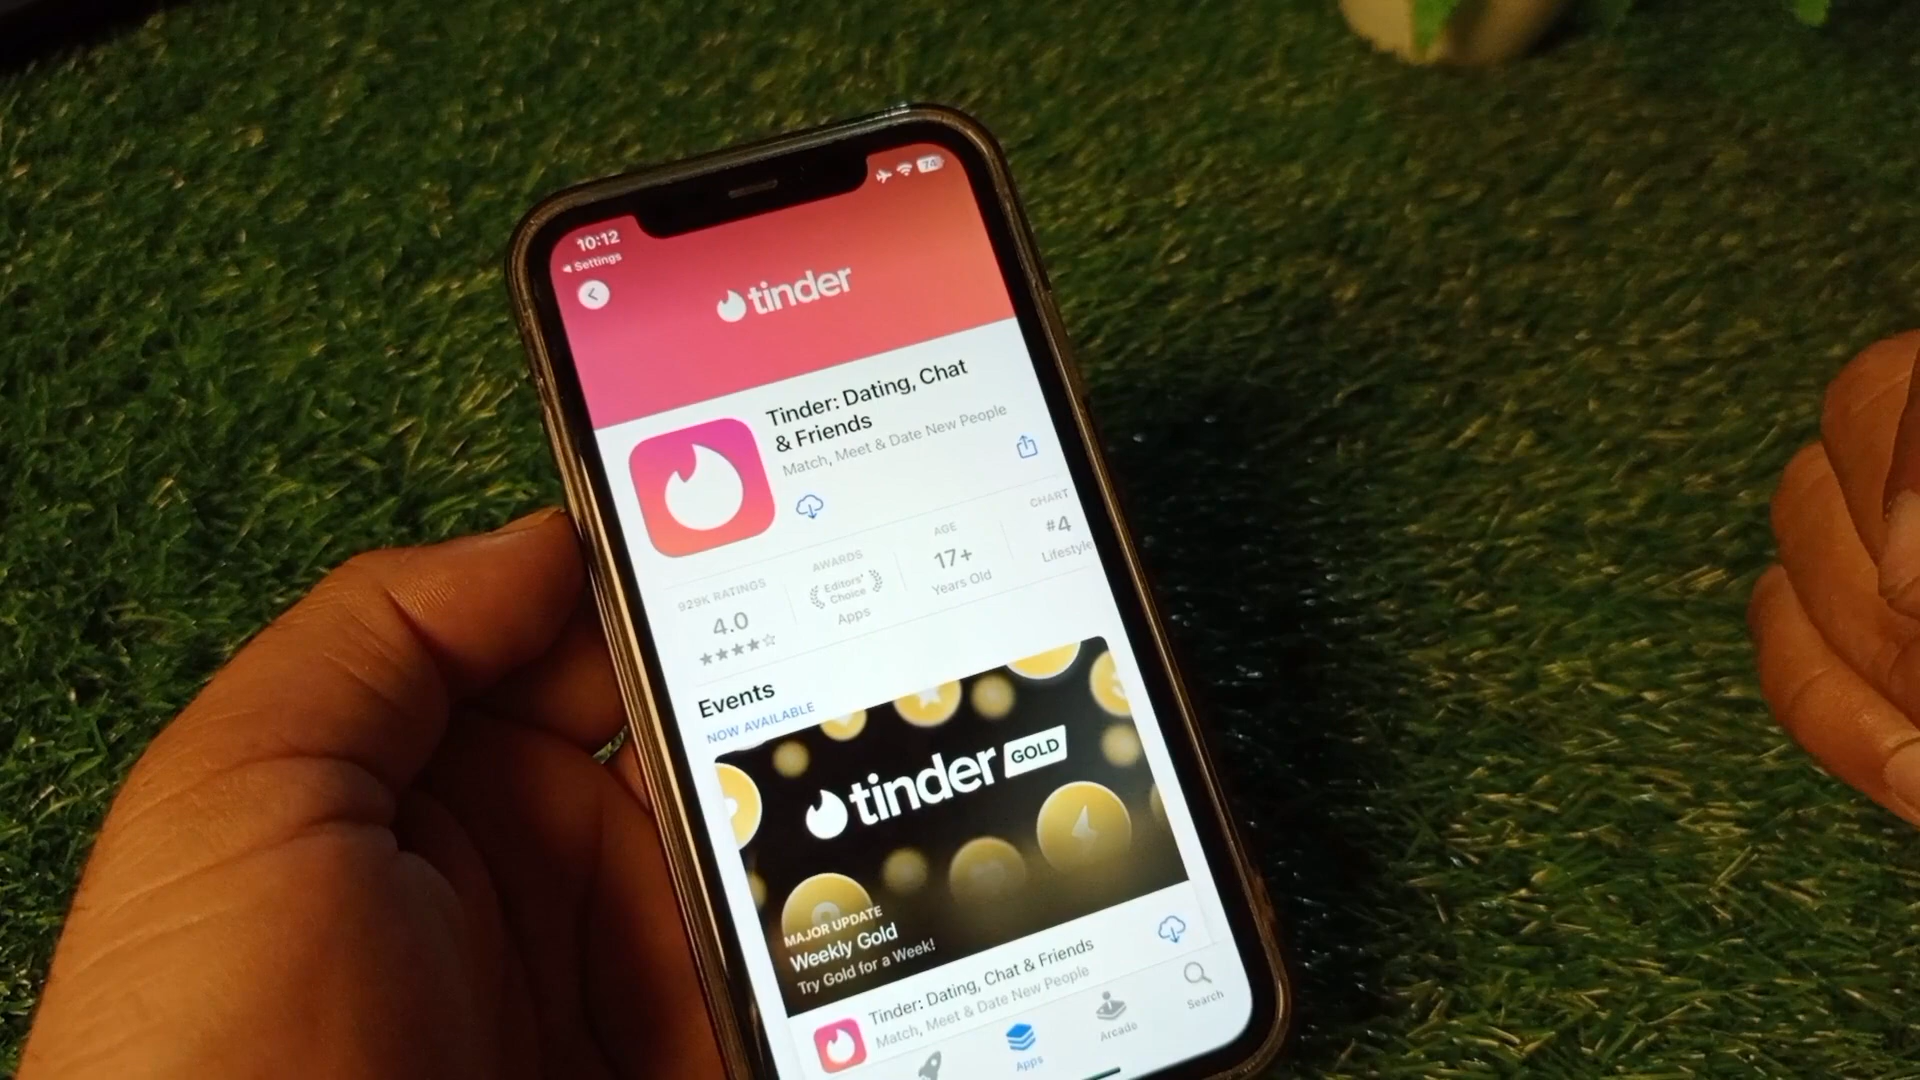 74
10:12
Settings
tinder
Tinder: Dating, Chat
& Friends
Match, Meet & Date New People
929K RATINGS
4.0
AWARDS
Editors'
Choice
Apps
AGE
17+
Years Old
CHART
#4
Lifestyle
Events
NOW AVAILABLE
tinder GOLD
MAJOR UPDATE
Weekly Gold
Try Gold for a Week!
Tinder: Dating, Chat & Friends
Match, Meet & Date New People
Apps
Arcade
Search